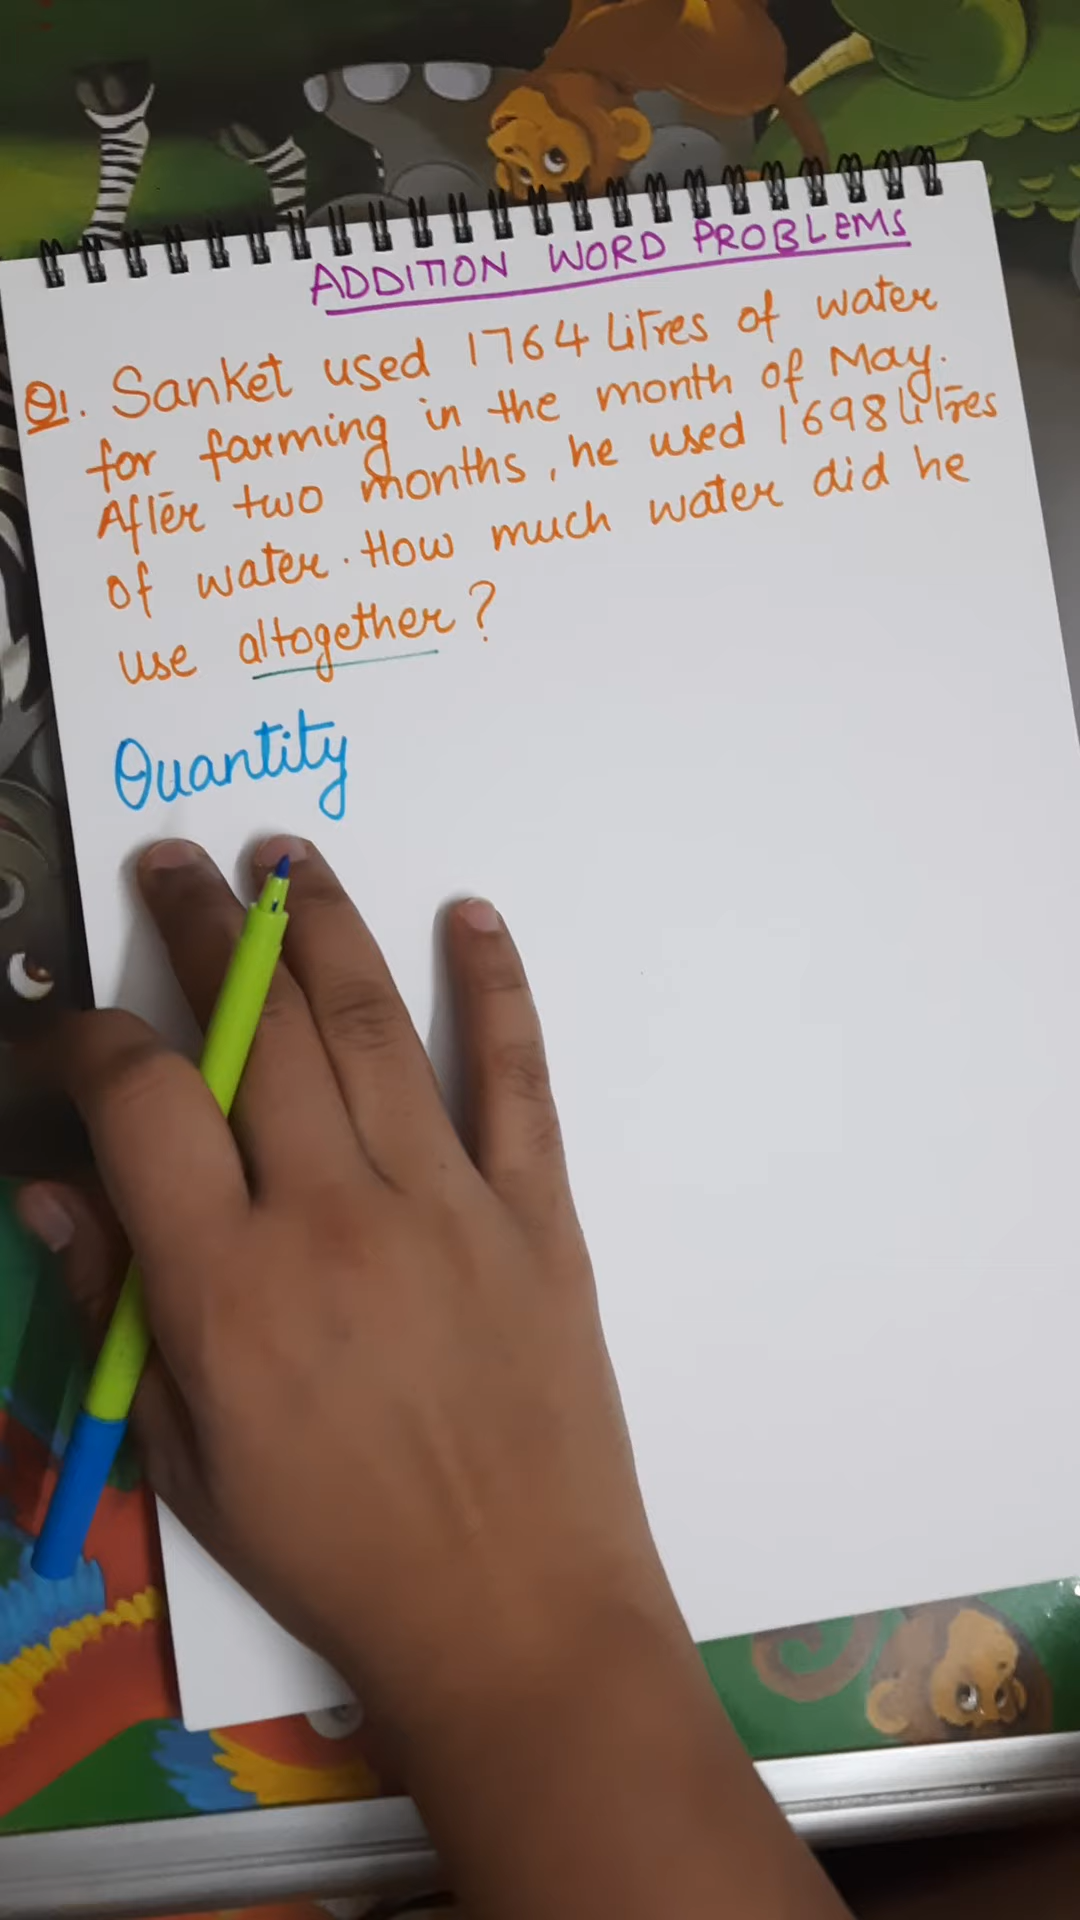 ADDITION WORD PROBLEMS
Q1. Sanket used 1764 litres of water
for farming in the month of May.
After two months, he used 1698 litres
of water. How much water did he
use altogether?
Quantity